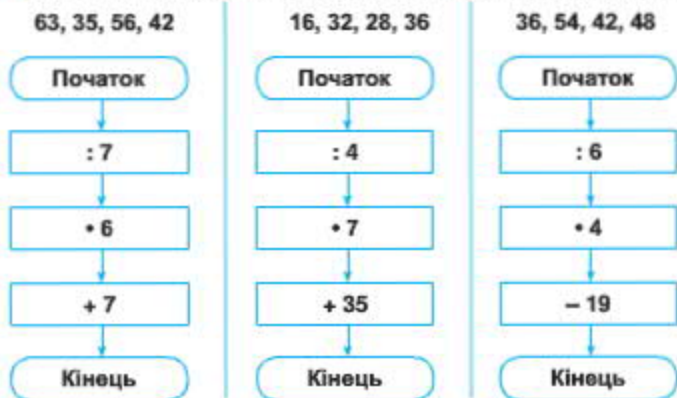 63, 35, 56, 42
Початок
: 7
• 6
+ 7
Кінець
16, 32, 28, 36
Початок
: 4
• 7
+ 35
Кінець
36, 54, 42, 48
Початок
: 6
• 4
– 19
Кінець